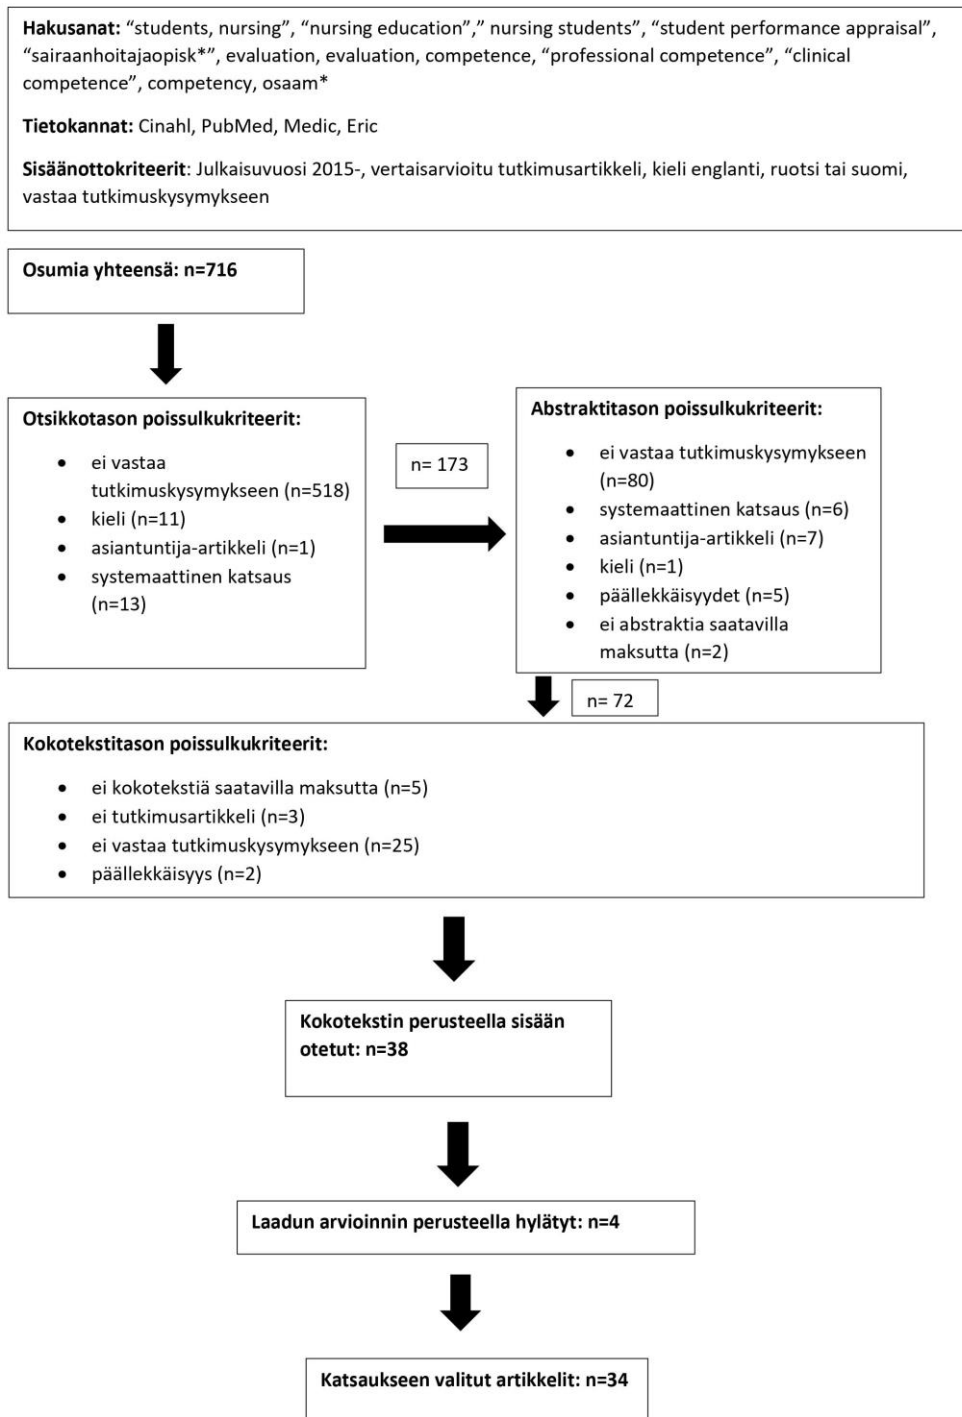 Hakusanat: “students, nursing”, “nursing education”,” nursing students”, “student performance appraisal”,
“sairaanhoitajaopisk*”, evaluation, evaluation, competence, “professional competence”, “clinical
competence”, competency, osaam*
Tietokannat: Cinahl, PubMed, Medic, Eric
Sisäänottokriteerit: Julkaisuvuosi 2015-, vertaisarvioitu tutkimusartikkeli, kieli englanti, ruotsi tai suomi,
vastaa tutkimuskysymykseen
Osumia yhteensä: n=716
Otsikkotason poissulkukriteerit:
• ei vastaa
tutkimuskysymykseen (n=518)
• kieli (n=11)
• asiantuntija-artikkeli (n=1)
• systemaattinen katsaus
(n=13)
n= 173
Abstraktitason poissulkukriteerit:
• ei vastaa tutkimuskysymykseen
(n=80)
• systemaattinen katsaus (n=6)
• asiantuntija-artikkeli (n=7)
• kieli (n=1)
• päällekkäisyydet (n=5)
• ei abstraktia saatavilla
maksutta (n=2)
n= 72
Kokotekstitason poissulkukriteerit:
• ei kokotekstiä saatavilla maksutta (n=5)
• ei tutkimusartikkeli (n=3)
• ei vastaa tutkimuskysymykseen (n=25)
• päällekkäisyys (n=2)
Kokotekstin perusteella sisään
otetut: n=38
Laadun arvioinnin perusteella hylätyt: n=4
Katsaukseen valitut artikkelit: n=34